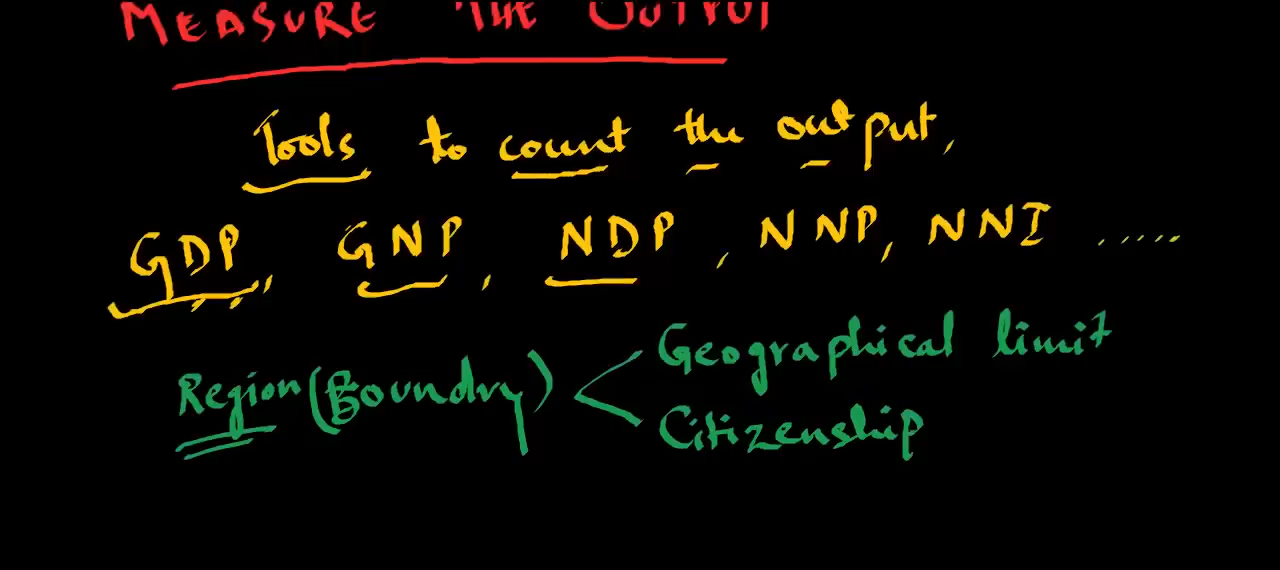 MEASURE THE OUTPUT
Tools to count the output,
GDP, GNP, NDP, NNP, NNI .....
Region (Boundry) < Geographical limit
Citizenship